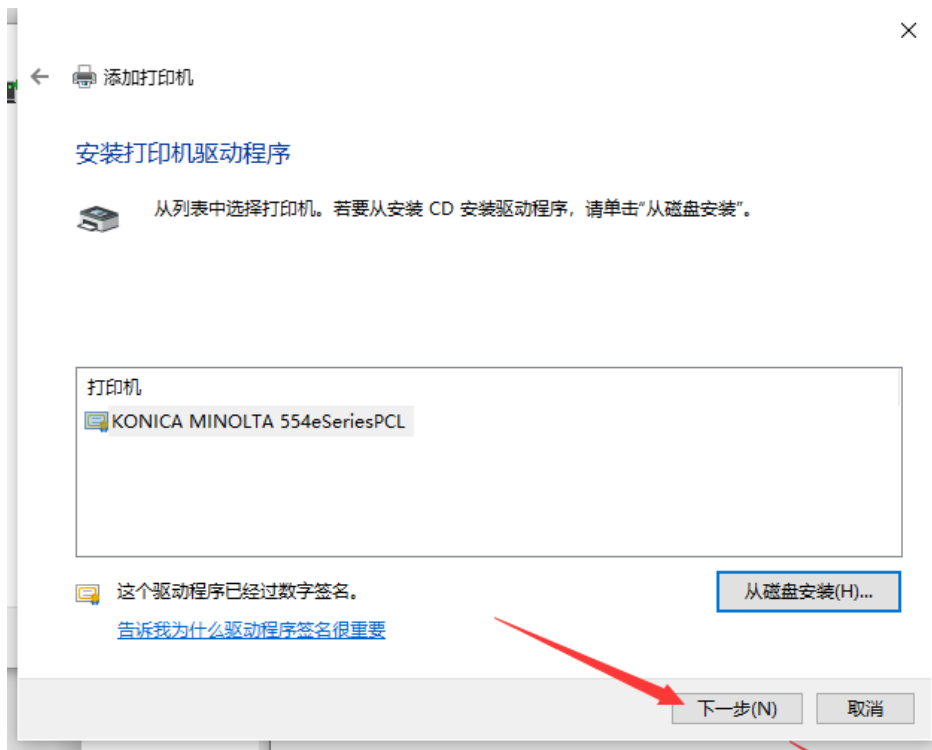 添加打印机
安装打印机驱动程序
从列表中选择打印机。若要从安装 CD 安装驱动程序，请单击“从磁盘安装”。
打印机
KONICA MINOLTA 554eSeriesPCL
这个驱动程序已经过数字签名。
从磁盘安装(H)...
告诉我为什么驱动程序签名很重要
下一步(N)
取消